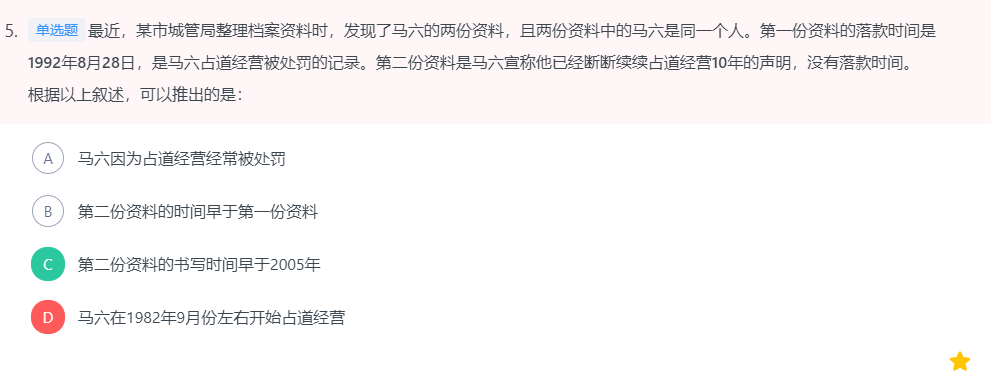 5. 单选题 最近，某市城管局整理档案资料时，发现了马六的两份资料，且两份资料中的马六是同一个人。第一份资料的落款时间是
1992年8月28日，是马六占道经营被处罚的记录。第二份资料是马六宣称他已经断断续续占道经营10年的声明，没有落款时间。
根据以上叙述，可以推出的是：
A 马六因为占道经营经常被处罚
B 第二份资料的时间早于第一份资料
C 第二份资料的书写时间早于2005年
D 马六在1982年9月份左右开始占道经营